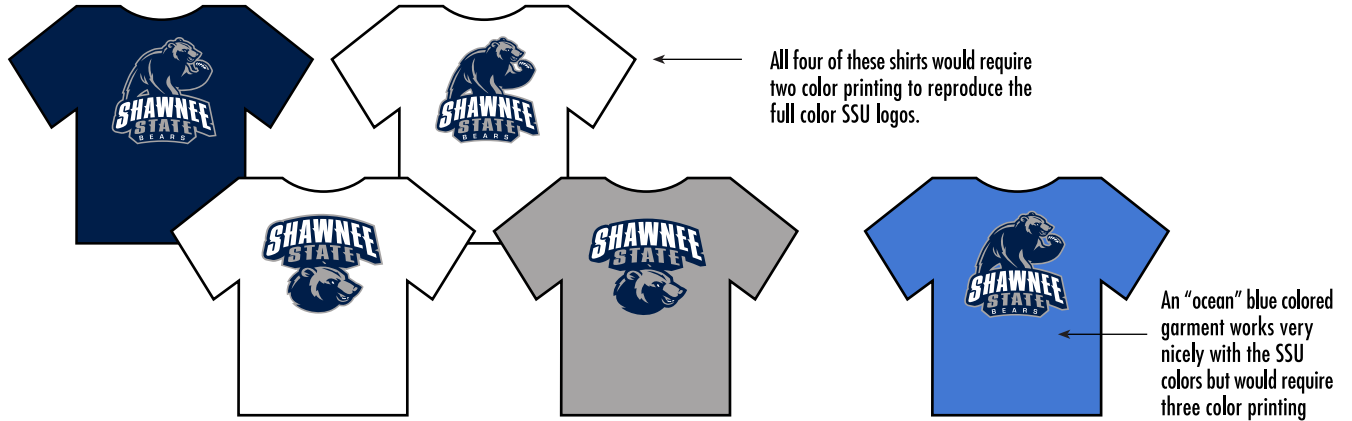 SHAWNEE
STATE
BEARS
SHAWNEE
STATE
BEARS
All four of these shirts would require
two color printing to reproduce the
full color SSU logos.
SHAWNEE
STATE
SHAWNEE
STATE
SHAWNEE
STATE
BEARS
An “ocean” blue colored
garment works very
nicely with the SSU
colors but would require
three color printing